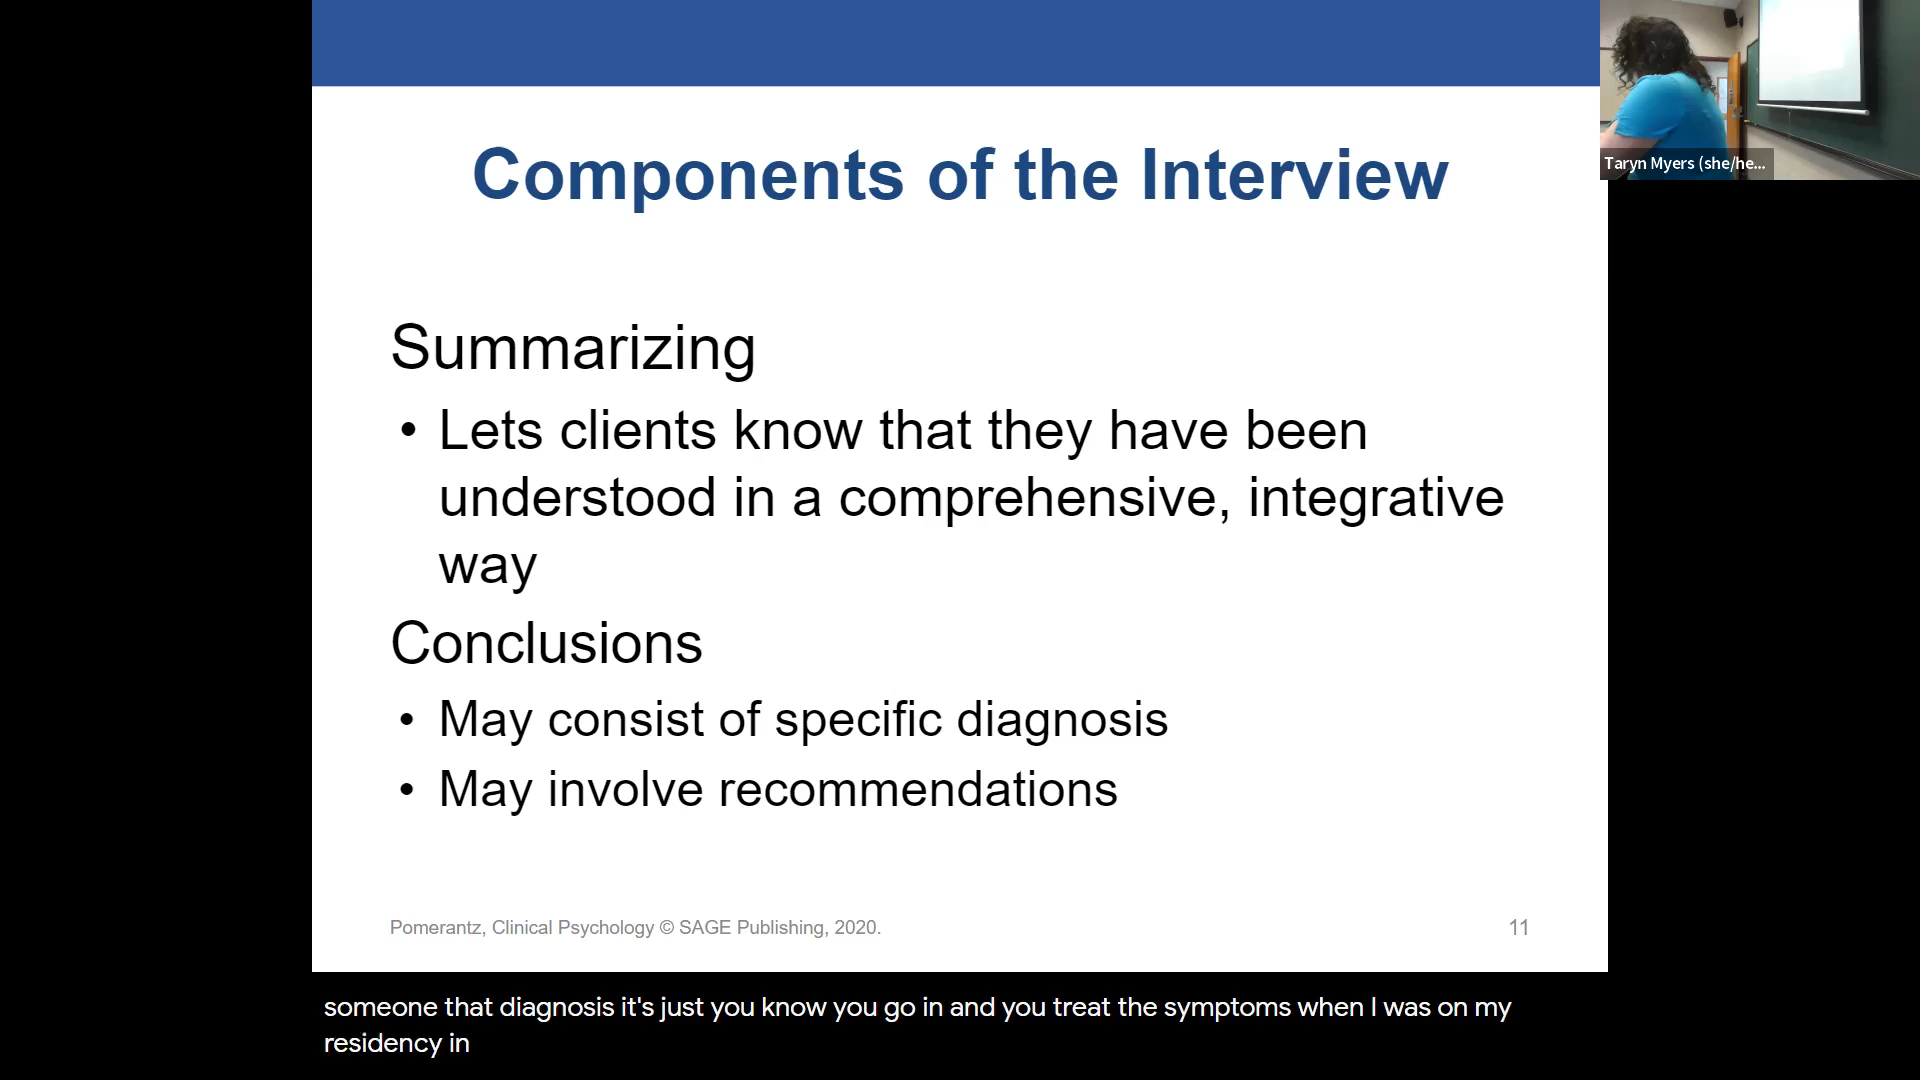 Components of the Interview
Taryn Myers (she/he...
Summarizing
• Lets clients know that they have been
understood in a comprehensive, integrative
way
Conclusions
• May consist of specific diagnosis
• May involve recommendations
Pomerantz, Clinical Psychology © SAGE Publishing, 2020.
11
someone that diagnosis it's just you know you go in and you treat the symptoms when I was on my
residency in